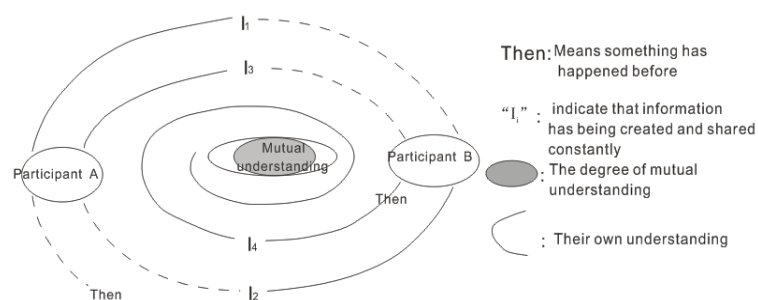 I₁
I₃
Participant A
Mutual
understanding
Participant B
Then
I₄
I₂
Then
Then: Means something has
happened before
“Iᵢ” : indicate that information
has being created and shared
constantly
: The degree of mutual
understanding
: Their own understanding